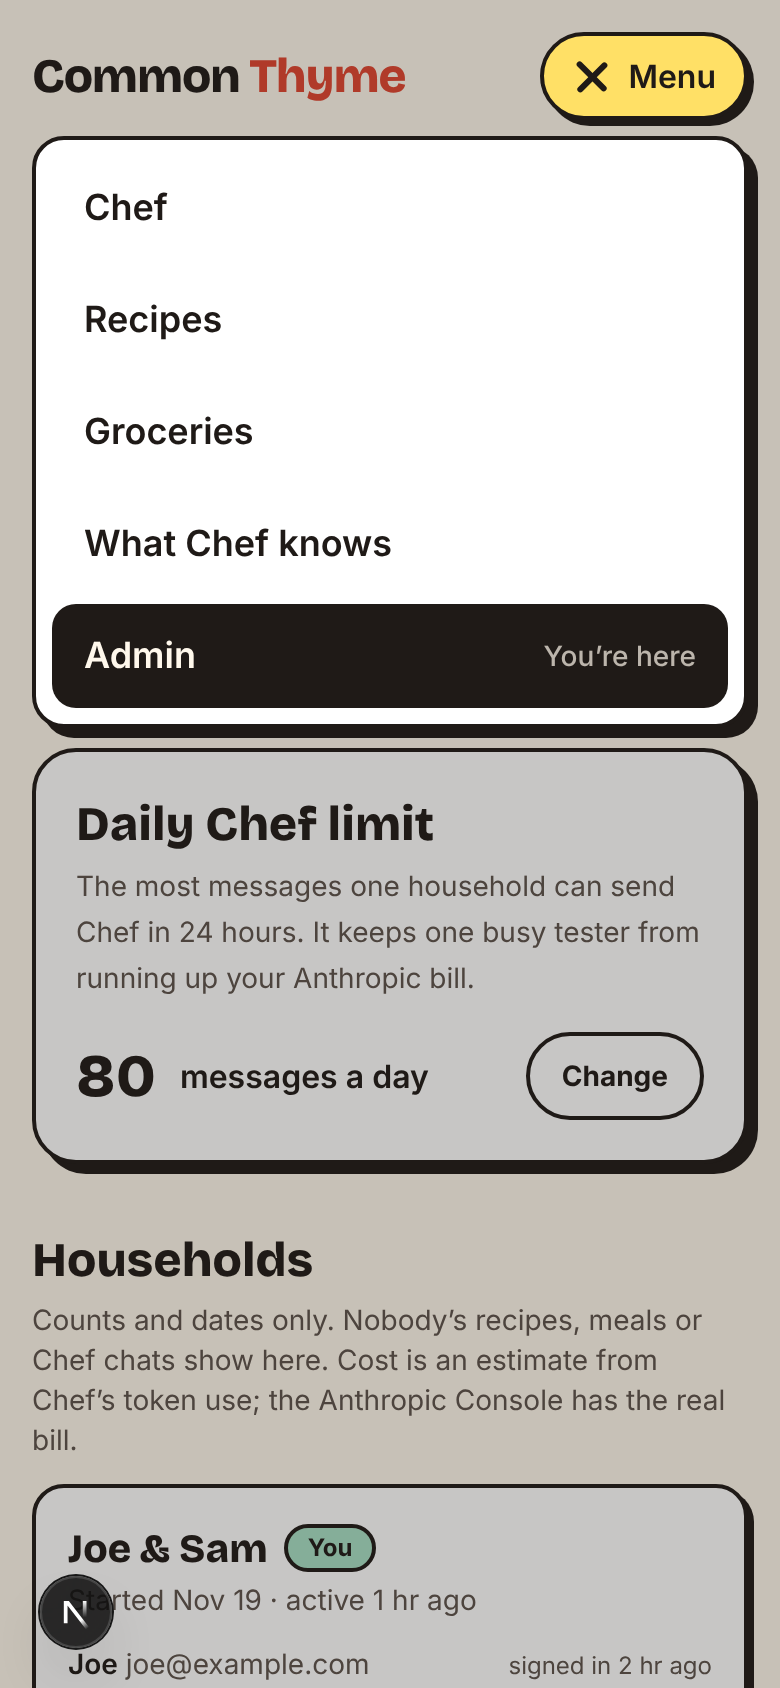 Common Thyme
Menu
Chef
Recipes
Groceries
What Chef knows
Admin You’re here
Daily Chef limit
The most messages one household can send
Chef in 24 hours. It keeps one busy tester from
running up your Anthropic bill.
80 messages a day Change
Households
Counts and dates only. Nobody’s recipes, meals or
Chef chats show here. Cost is an estimate from
Chef’s token use; the Anthropic Console has the real
bill.
Joe & Sam You
Started Nov 19 · active 1 hr ago
N
Joe joe@example.com signed in 2 hr ago